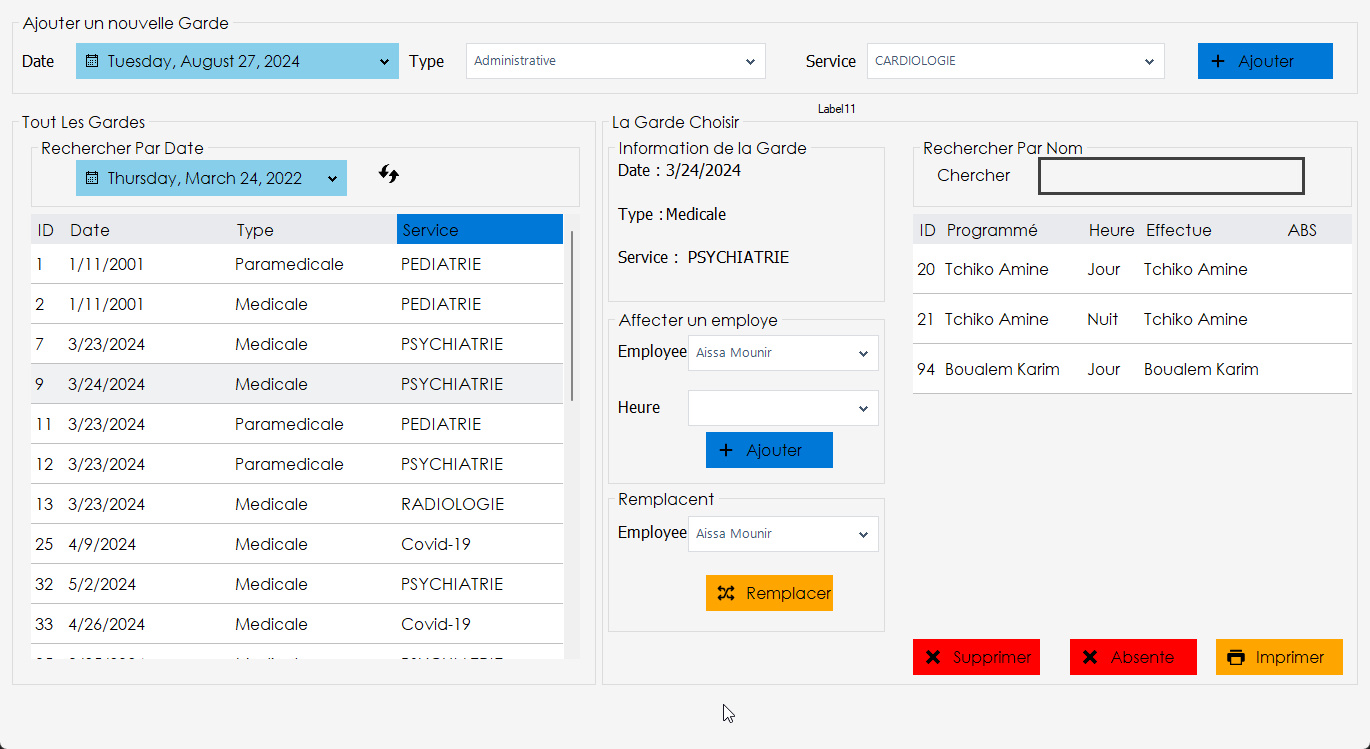 Ajouter un nouvelle Garde
Date Tuesday, August 27, 2024 Type Administrative Service CARDIOLOGIE Ajouter
Label11
Tout Les Gardes
Rechercher Par Date
Thursday, March 24, 2022
ID Date Type Service
1 1/11/2001 Paramedicale PEDIATRIE
2 1/11/2001 Medicale PEDIATRIE
7 3/23/2024 Medicale PSYCHIATRIE
9 3/24/2024 Medicale PSYCHIATRIE
11 3/23/2024 Paramedicale PEDIATRIE
12 3/23/2024 Paramedicale PSYCHIATRIE
13 3/23/2024 Medicale RADIOLOGIE
25 4/9/2024 Medicale Covid-19
32 5/2/2024 Medicale PSYCHIATRIE
33 4/26/2024 Medicale Covid-19
La Garde Choisir
Information de la Garde
Date : 3/24/2024
Type : Medicale
Service : PSYCHIATRIE
Affecter un employe
Employee Aissa Mounir
Heure
Ajouter
Remplacent
Employee Aissa Mounir
Remplacer
Rechercher Par Nom
Chercher
ID Programmé Heure Effectue ABS
20 Tchiko Amine Jour Tchiko Amine
21 Tchiko Amine Nuit Tchiko Amine
94 Boualem Karim Jour Boualem Karim
Supprimer Absente Imprimer